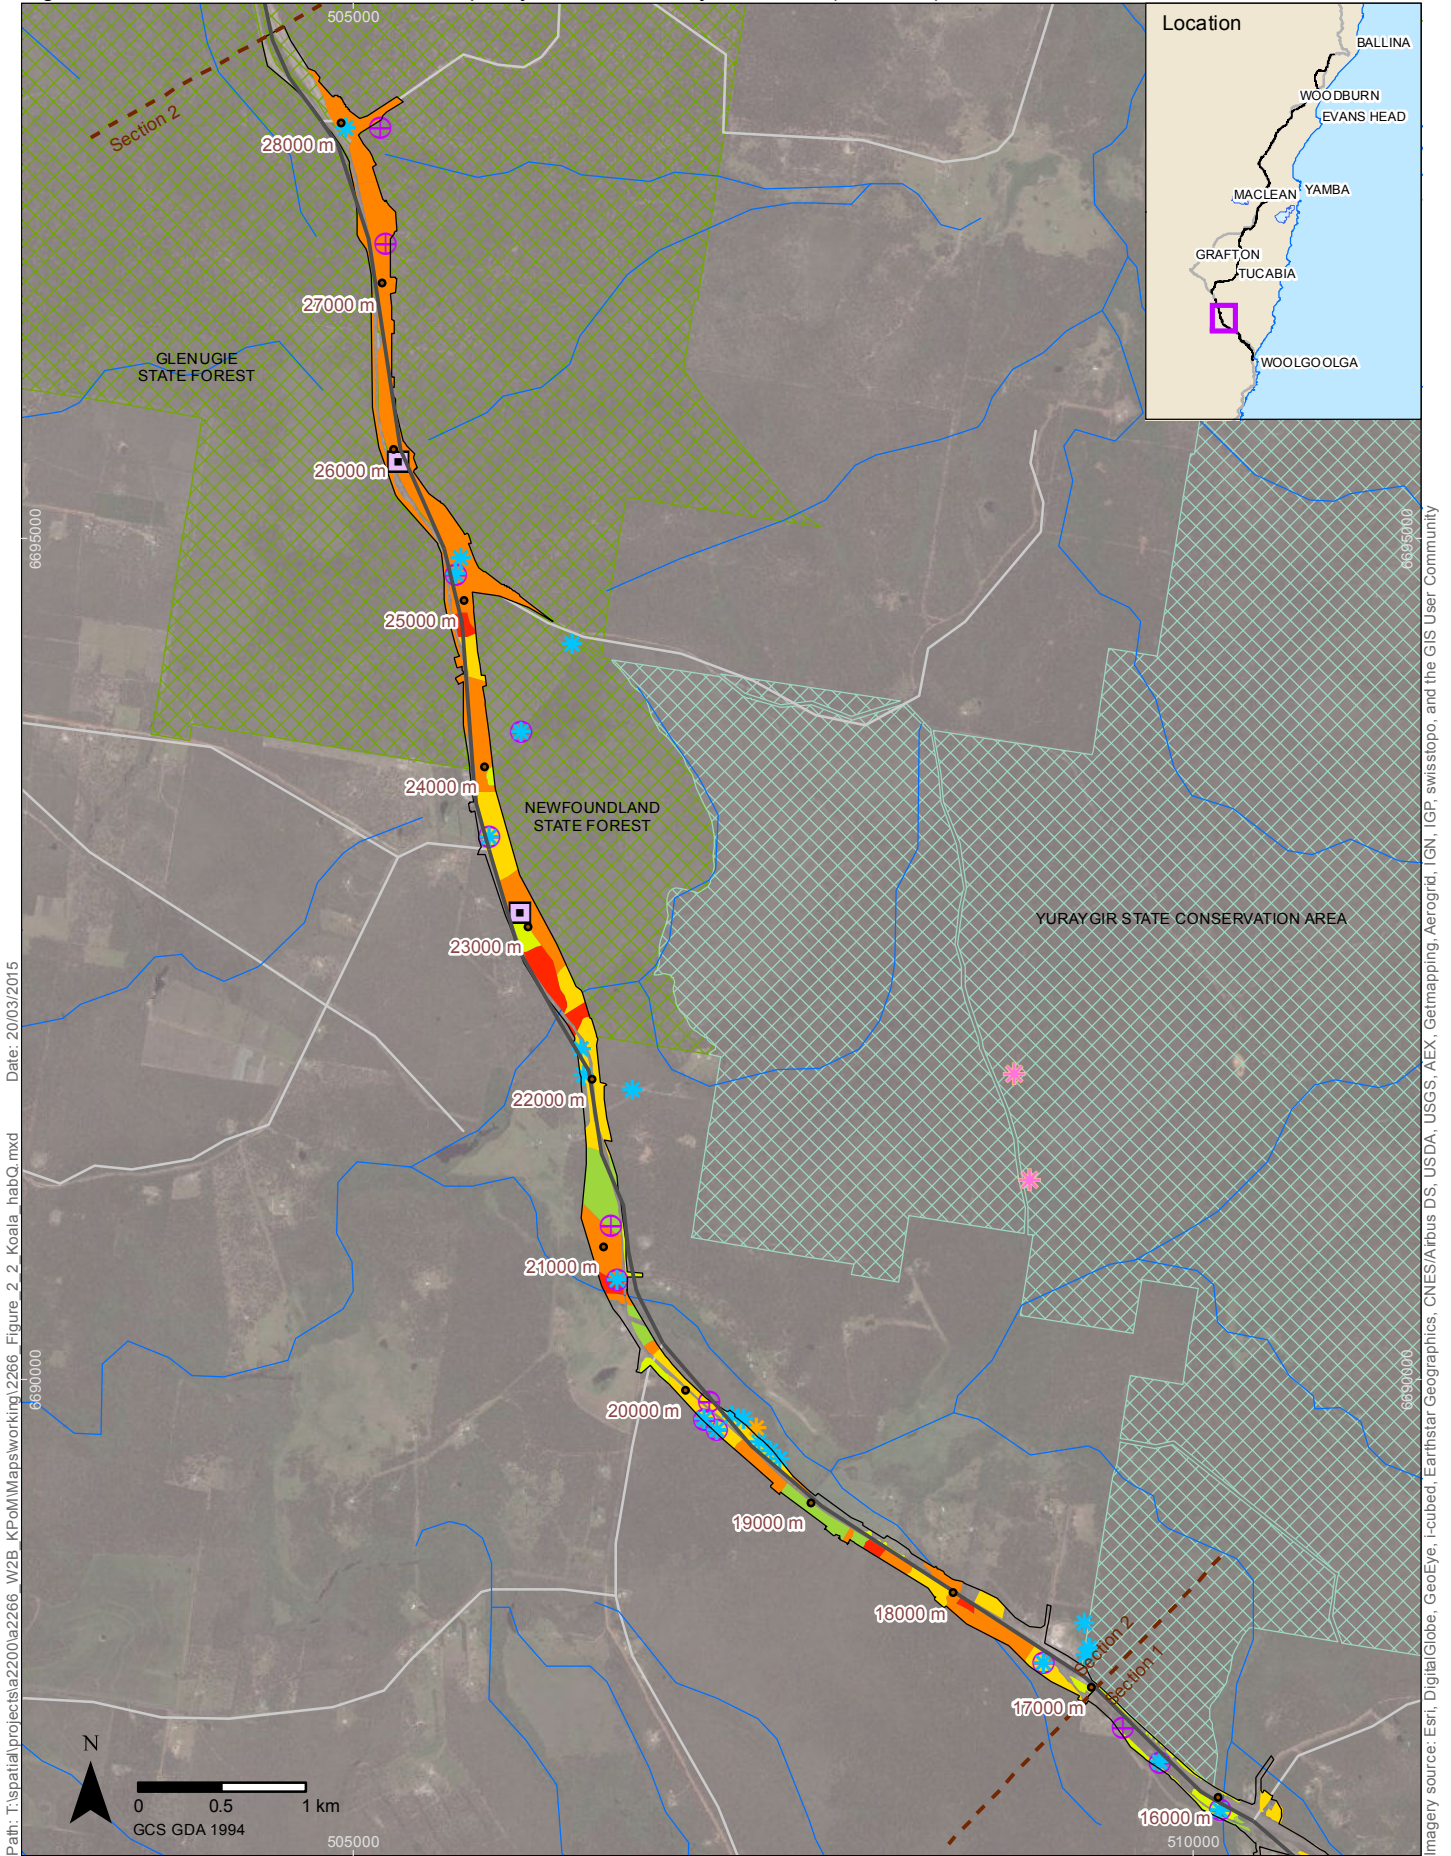 505000
Location
BALLINA
WOODBURN
EVANS HEAD
MACLEAN
YAMBA
GRAFTON
TUCABIA
WOOLGOOLGA
Section 2
28000 m
27000 m
GLENUGIE
STATE FOREST
26000 m
6695000
6695000
25000 m
24000 m
NEWFOUNDLAND
STATE FOREST
YURAYGIR STATE CONSERVATION AREA
23000 m
22000 m
21000 m
6690000
6690000
20000 m
19000 m
18000 m
Section 2
Section 1
17000 m
16000 m
N
0 0.5 1 km
GCS GDA 1994
505000
510000
Path: T:\spatial\projects\a2200\a2266_W2B_KPoM\Maps\working\2266_Figure_2_2_Koala_habQ.mxd Date: 20/03/2015
Imagery source: Esri, DigitalGlobe, GeoEye, i-cubed, Earthstar Geographics, CNES/Airbus DS, USDA, USGS, AEX, Getmapping, Aerogrid, IGN, IGP, swisstopo, and the GIS User Community